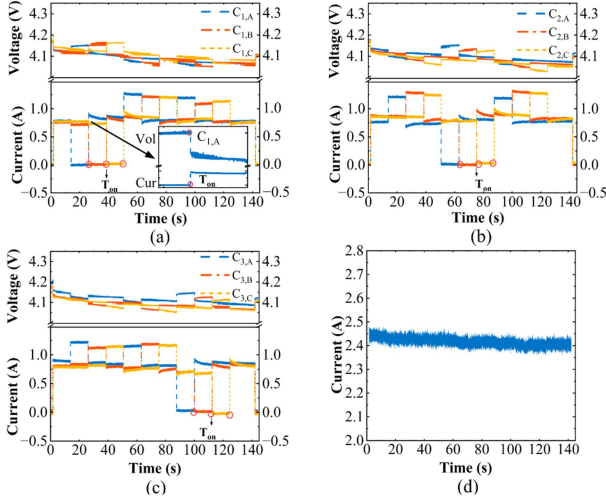 4.3
4.2
4.1
Voltage (V)
C1,A
C1,B
C1,C
4.3
4.2
4.1
1.0
0.5
0.0
−0.5
Current (A)
Vol
C1,A
Ton
Cur
Ton
1.0
0.5
0.0
−0.5
0 20 40 60 80 100 120 140
Time (s)
(a)
4.3
4.2
4.1
Voltage (V)
C2,A
C2,B
C2,C
4.3
4.2
4.1
1.0
0.5
0.0
−0.5
Current (A)
Ton
1.0
0.5
0.0
−0.5
0 20 40 60 80 100 120 140
Time (s)
(b)
4.3
4.2
4.1
Voltage (V)
C3,A
C3,B
C3,C
4.3
4.2
4.1
1.0
0.5
0.0
−0.5
Current (A)
Ton
1.0
0.5
0.0
−0.5
0 20 40 60 80 100 120 140
Time (s)
(c)
2.8
2.7
2.6
2.5
2.4
2.3
2.2
2.1
2.0
Current (A)
0 20 40 60 80 100 120 140
Time (s)
(d)